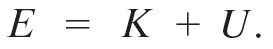 E = K + U.